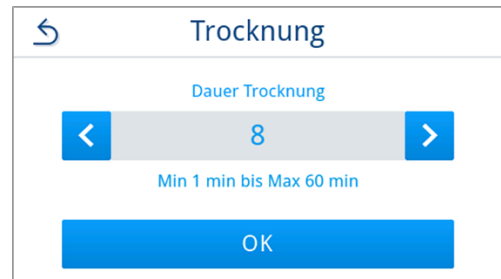 Trocknung
Dauer Trocknung
8
Min 1 min bis Max 60 min
OK